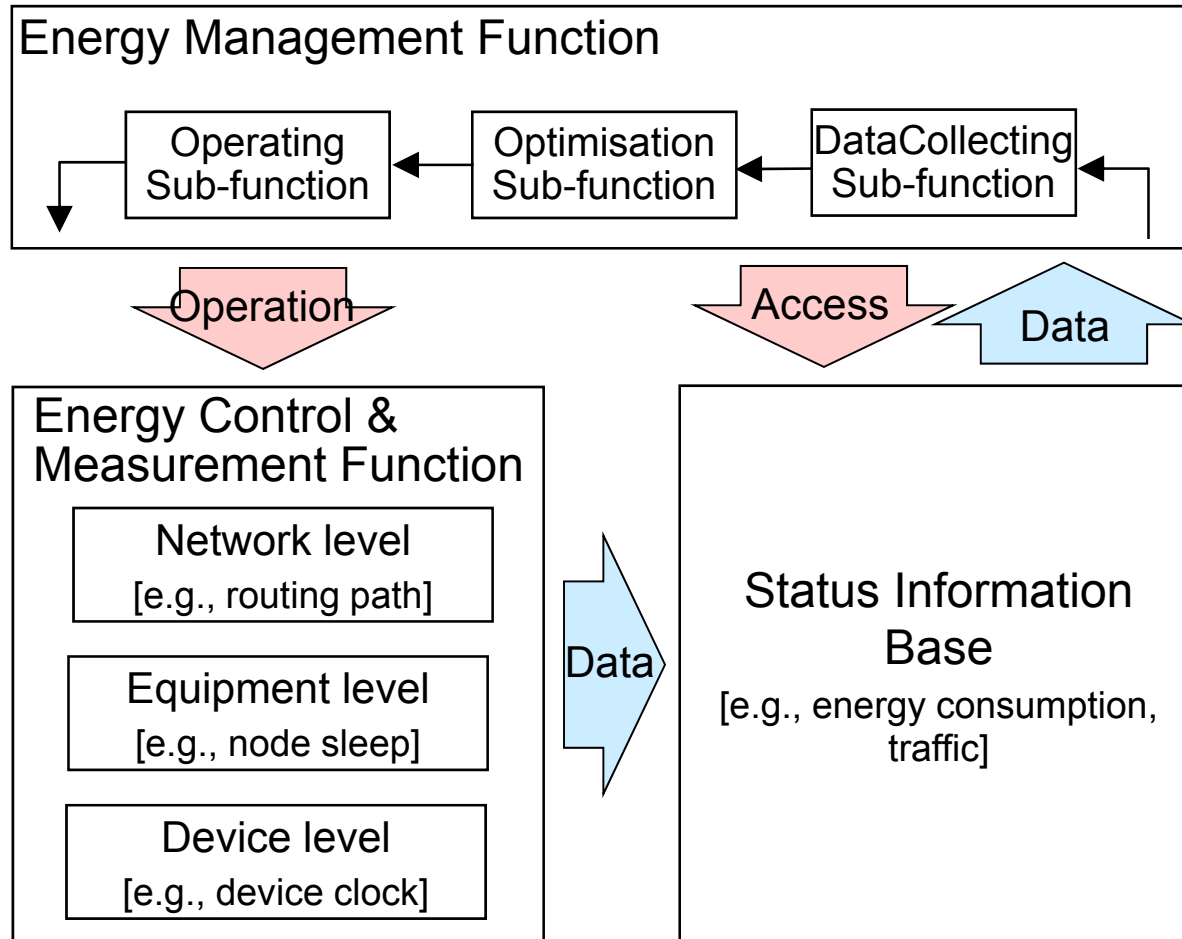 Energy Management Function
Operating
Sub-function
Optimisation
Sub-function
DataCollecting
Sub-function
Operation
Access
Data
Energy Control &
Measurement Function
Network level
[e.g., routing path]
Equipment level
[e.g., node sleep]
Device level
[e.g., device clock]
Data
Status Information
Base
[e.g., energy consumption,
traffic]